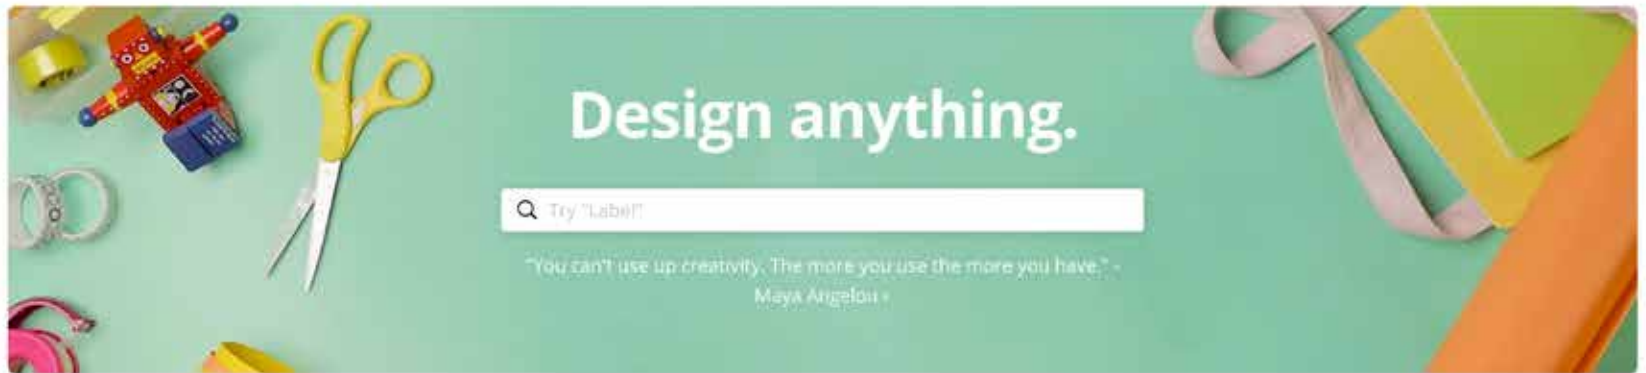 Design anything.
Try "Label"
"You can't use up creativity. The more you use the more you have." -
Maya Angelou ›